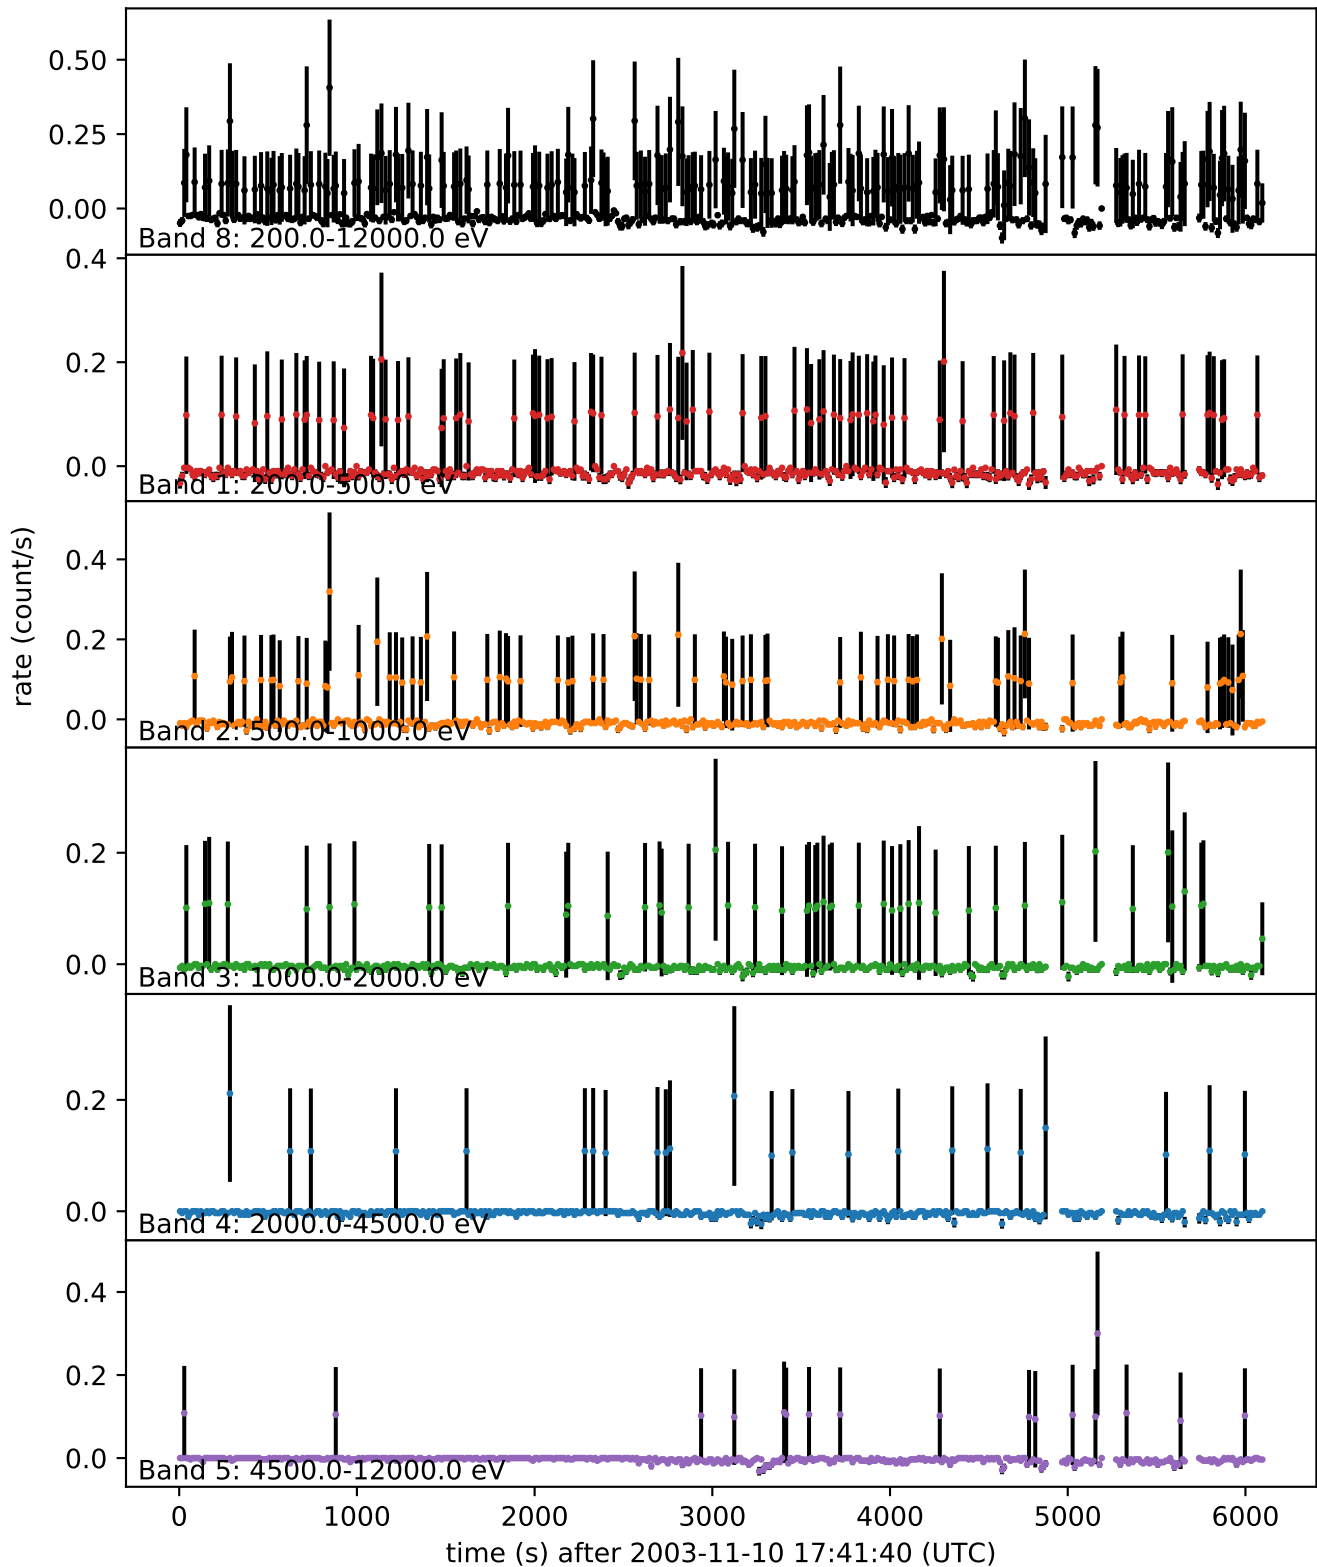 0.50
0.25
0.00
Band 8: 200.0-12000.0 eV
0.4
0.2
0.0
Band 1: 200.0-500.0 eV
rate (count/s)
0.4
0.2
0.0
Band 2: 500.0-1000.0 eV
0.2
0.0
Band 3: 1000.0-2000.0 eV
0.2
0.0
Band 4: 2000.0-4500.0 eV
0.4
0.2
0.0
Band 5: 4500.0-12000.0 eV
0 1000 2000 3000 4000 5000 6000
time (s) after 2003-11-10 17:41:40 (UTC)